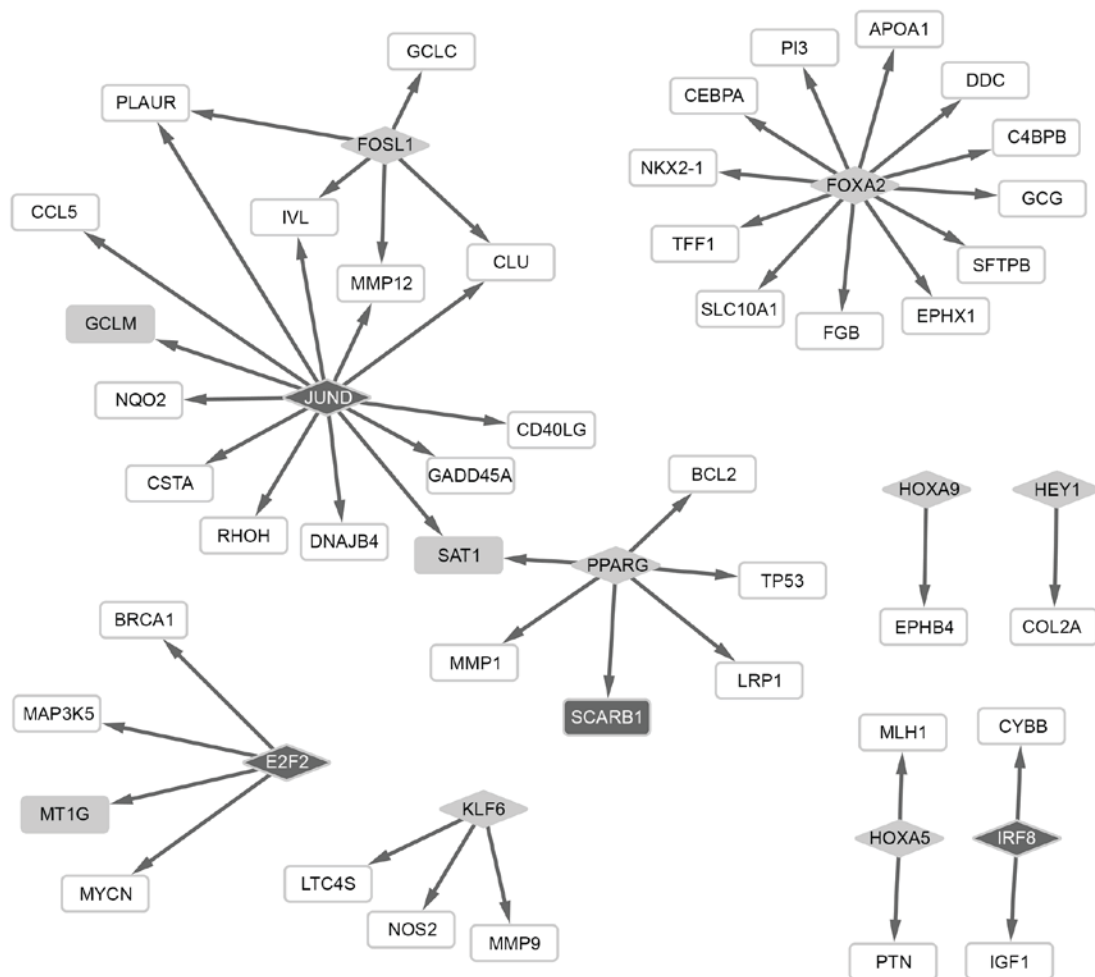 GCLC
PLAUR
FOSL1
CCL5
IVL
CLU
MMP12
GCLM
JUND
NQO2
CD40LG
CSTA
GADD45A
RHOH
DNAJB4
SAT1
APOA1
PI3
DDC
CEBPA
C4BPB
NKX2-1
FOXA2
GCG
TFF1
SFTPB
SLC10A1
EPHX1
FGB
BCL2
PPARG
TP53
MMP1
LRP1
SCARB1
HOXA9
HEY1
EPHB4
COL2A
BRCA1
MAP3K5
E2F2
MT1G
MYCN
KLF6
LTC4S
NOS2
MMP9
MLH1
CYBB
HOXA5
IRF8
PTN
IGF1